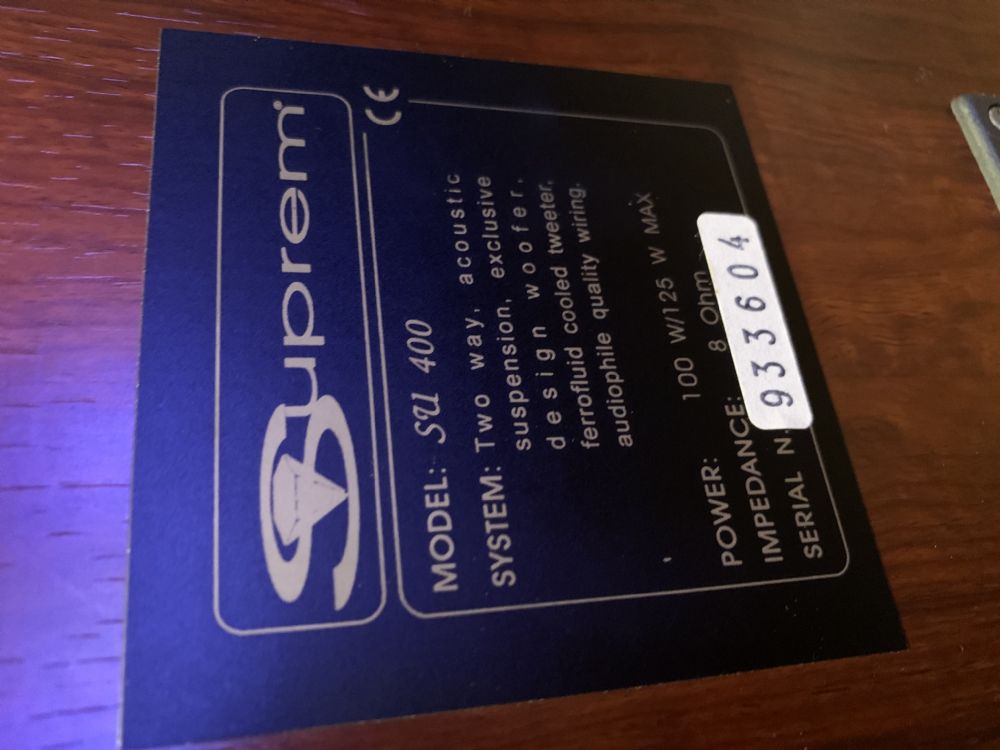 Suprem
CE
MODEL: SU 400
SYSTEM: Two way, acoustic
suspension, exclusive
design woofer,
ferrofluid cooled tweeter,
audiophile quality wiring.
POWER: 100 W/125 W MAX
IMPEDANCE: 8 Ohm
SERIAL N. 933604